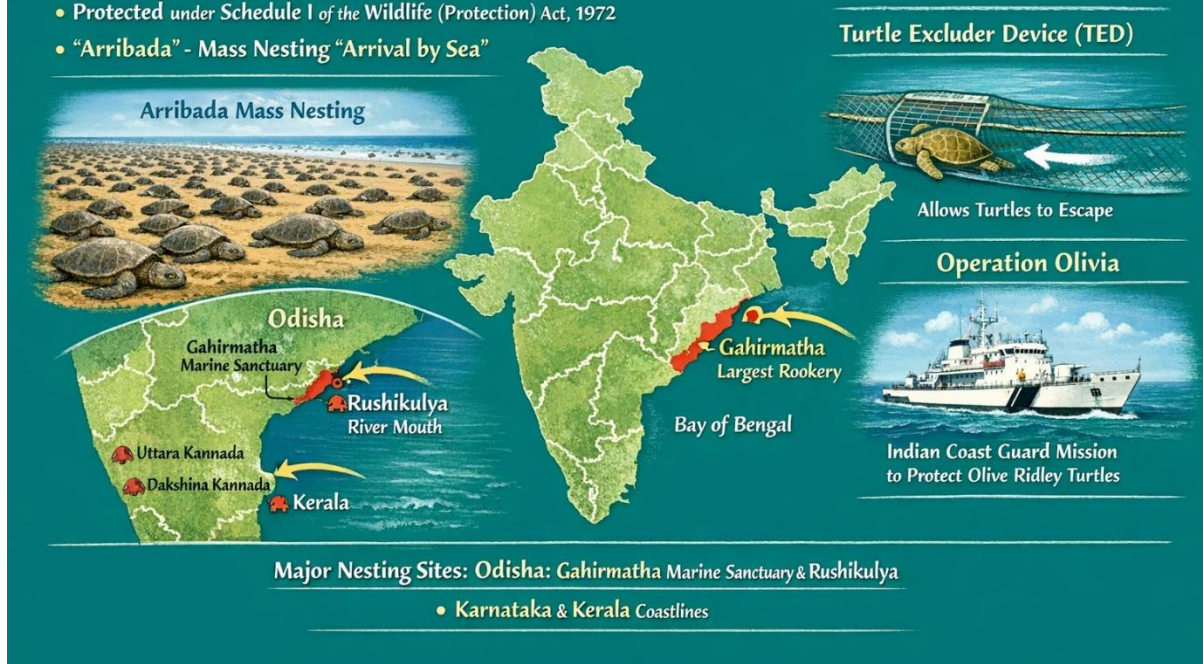 • Protected under Schedule I of the Wildlife (Protection) Act, 1972
• “Arribada” - Mass Nesting “Arrival by Sea”
Arribada Mass Nesting
Turtle Excluder Device (TED)
Allows Turtles to Escape
Operation Olivia
Indian Coast Guard Mission
to Protect Olive Ridley Turtles
Gahirmatha
Largest Rookery
Bay of Bengal
Odisha
Gahirmatha
Marine Sanctuary
Rushikulya
River Mouth
Uttara Kannada
Dakshina Kannada
Kerala
Major Nesting Sites: Odisha: Gahirmatha Marine Sanctuary & Rushikulya
• Karnataka & Kerala Coastlines